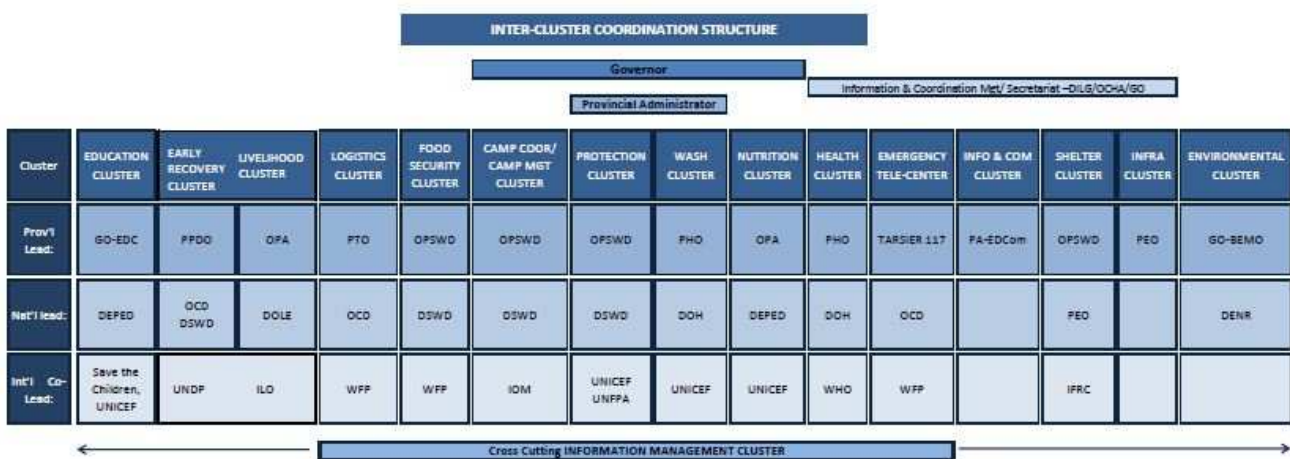 INTER-CLUSTER COORDINATION STRUCTURE
Governor
Information & Coordination Mgt/ Secretariat –DILG/OCHA/GO
Provincial Administrator
Cluster
EDUCATION
CLUSTER
EARLY
RECOVERY
CLUSTER
LIVELIHOOD
CLUSTER
LOGISTICS
CLUSTER
FOOD
SECURITY
CLUSTER
CAMP COOR/
CAMP MGT
CLUSTER
PROTECTION
CLUSTER
WASH
CLUSTER
NUTRITION
CLUSTER
HEALTH
CLUSTER
EMERGENCY
TELE-CENTER
INFO & COM
CLUSTER
SHELTER
CLUSTER
INFRA
CLUSTER
ENVIRONMENTAL
CLUSTER
Prov'l
Lead:
GO-EDC
PPDO
OPA
PTO
OPSWD
OPSWD
OPSWD
PHO
OPA
PHO
TARSIER 117
PA-EDCom
OPSWD
PEO
GO-BEMO
Nat'l lead:
DEPED
OCD
DSWD
DOLE
OCD
DSWD
DSWD
DSWD
DOH
DEPED
DOH
OCD
PEO
DENR
Int'l Co-
Lead:
Save the
Children,
UNICEF
UNDP
ILO
WFP
WFP
IOM
UNICEF
UNFPA
UNICEF
UNICEF
WHO
WFP
IFRC
Cross Cutting INFORMATION MANAGEMENT CLUSTER